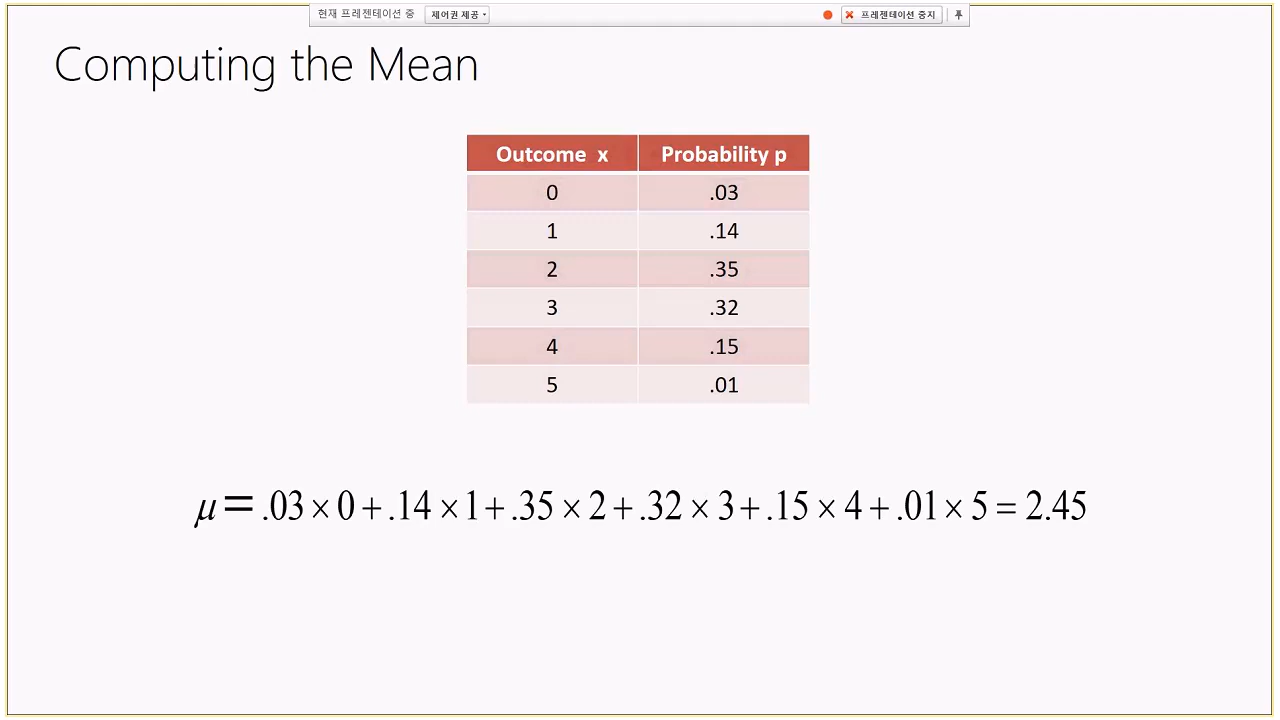 현재 프레젠테이션 중 제어권 제공 프레젠테이션 중지
Computing the Mean
Outcome x Probability p
0 .03
1 .14
2 .35
3 .32
4 .15
5 .01
μ = .03 × 0 + .14 × 1 + .35 × 2 + .32 × 3 + .15 × 4 + .01 × 5 = 2.45